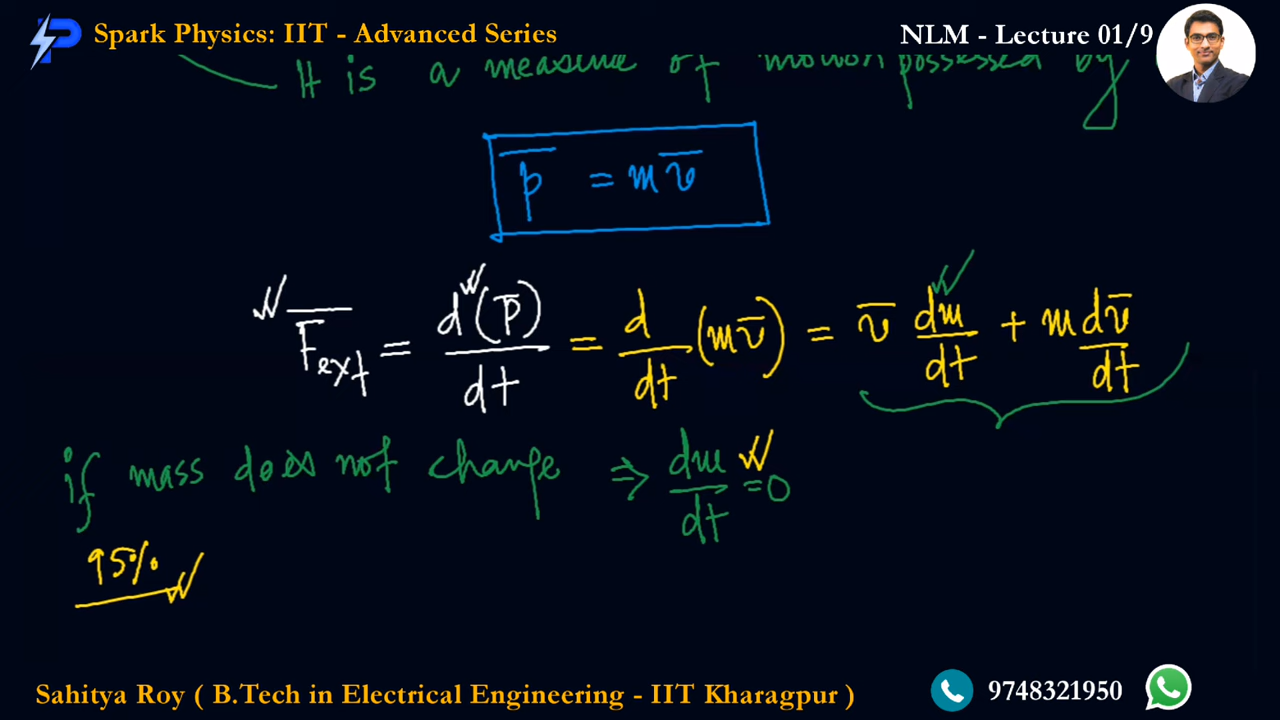 Spark Physics: IIT - Advanced Series
NLM - Lecture 01/9
It is a measure of motion possessed by
p̅ = mv̅
F̅ext = d(p̅)/dt = d/dt (mv̅) = v̅ dm/dt + m dv̅/dt
if mass does not change ⇒ dm/dt = 0
95%
Sahitya Roy ( B.Tech in Electrical Engineering - IIT Kharagpur )
9748321950